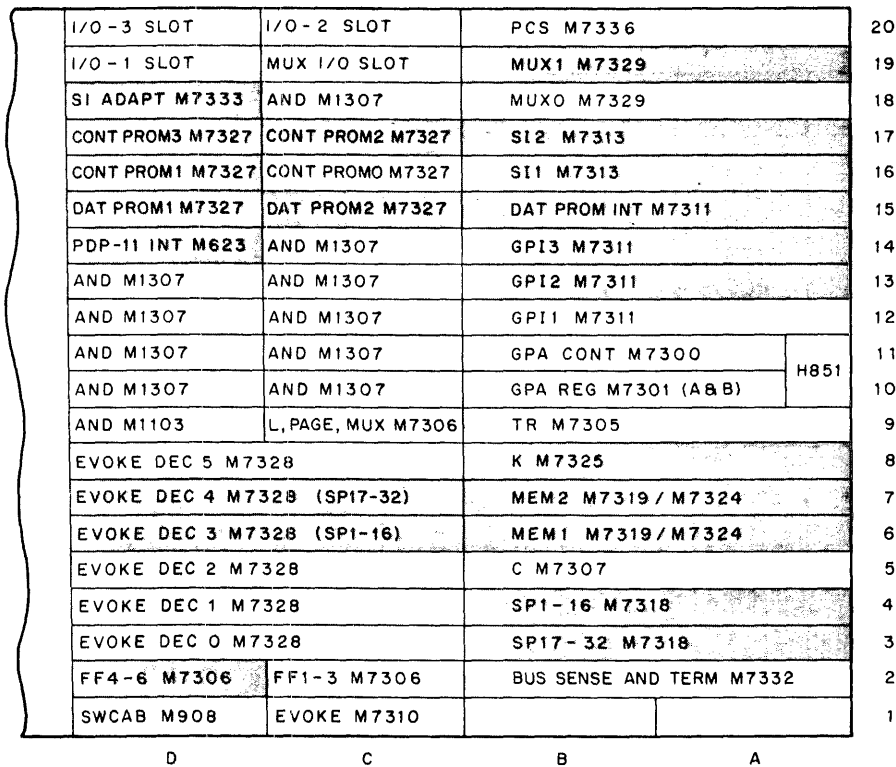 I/O-3 SLOT I/O-2 SLOT PCS M7336 20
I/O-1 SLOT MUX I/O SLOT MUX1 M7329 19
SI ADAPT M7333 AND M1307 MUXO M7329 18
CONT PROM3 M7327 CONT PROM2 M7327 SI2 M7313 17
CONT PROM1 M7327 CONT PROMO M7327 SI1 M7313 16
DAT PROM1 M7327 DAT PROM2 M7327 DAT PROM INT M7311 15
PDP-11 INT M623 AND M1307 GPI3 M7311 14
AND M1307 AND M1307 GPI2 M7311 13
AND M1307 AND M1307 GPI1 M7311 12
AND M1307 AND M1307 GPA CONT M7300 11
H851
AND M1307 AND M1307 GPA REG M7301 (A&B) 10
AND M1103 L, PAGE, MUX M7306 TR M7305 9
EVOKE DEC 5 M7328 K M7325 8
EVOKE DEC 4 M7328 (SP17-32) MEM2 M7319/M7324 7
EVOKE DEC 3 M7328 (SP1-16) MEM1 M7319/M7324 6
EVOKE DEC 2 M7328 C M7307 5
EVOKE DEC 1 M7328 SP1-16 M7318 4
EVOKE DEC O M7328 SP17-32 M7318 3
FF4-6 M7306 FF1-3 M7306 BUS SENSE AND TERM M7332 2
SWCAB M908 EVOKE M7310 1
D C B A